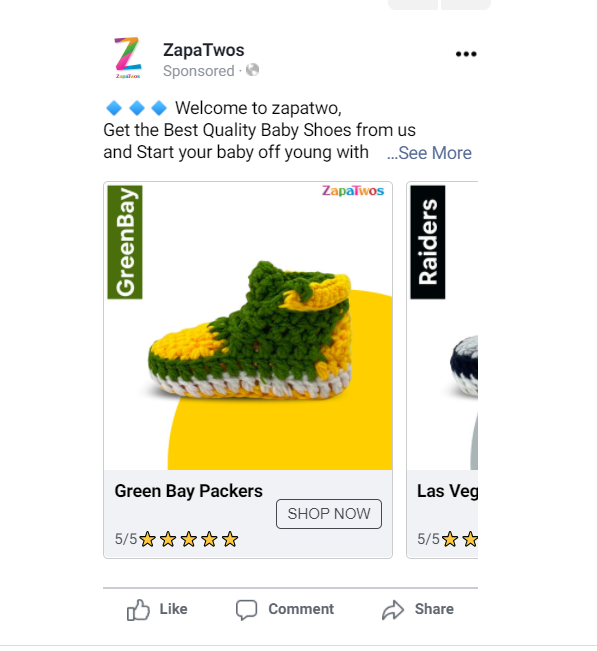 ZapaTwos
ZapaTwos
Sponsored ·
Welcome to zapatwo,
Get the Best Quality Baby Shoes from us
and Start your baby off young with ...See More
GreenBay
ZapaTwos
Raiders
Green Bay Packers
SHOP NOW
5/5
Las Veg
5/5
Like Comment Share